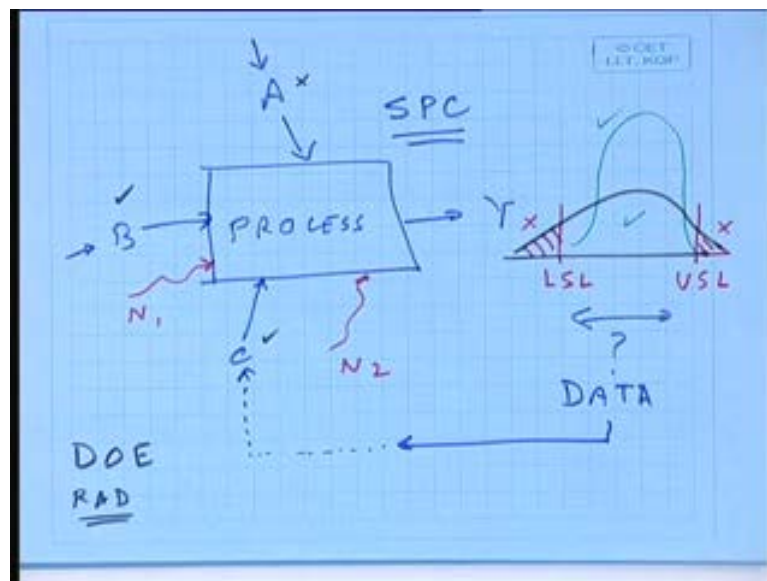 © CET
I.I.T. KGP
A
SPC
B
PROCESS
Y
LSL
USL
N1
N2
C
?
DATA
DOE
RAD